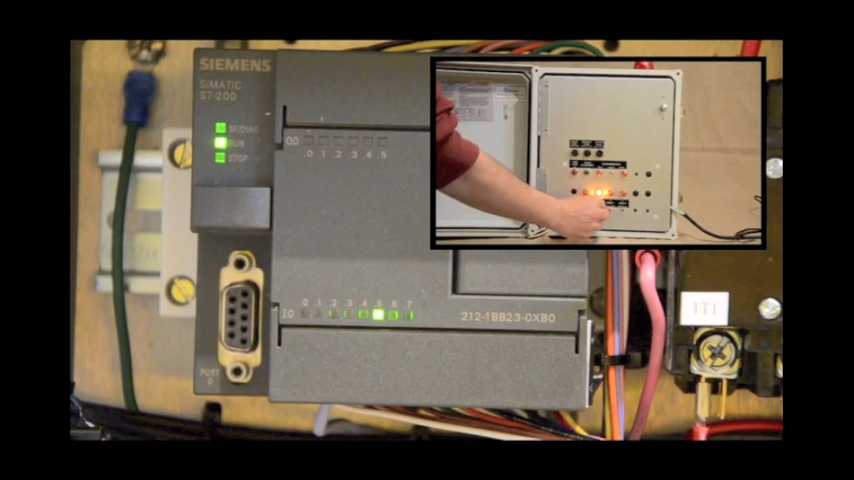 SIEMENS
SIMATIC
S7-200
SF/DIAG
RUN
STOP
Q0
.0 .1 .2 .3 .4 .5
.0 .1 .2 .3 .4 .5 .6 .7
I0
212-1BB23-0XB0
PORT
0
1T1